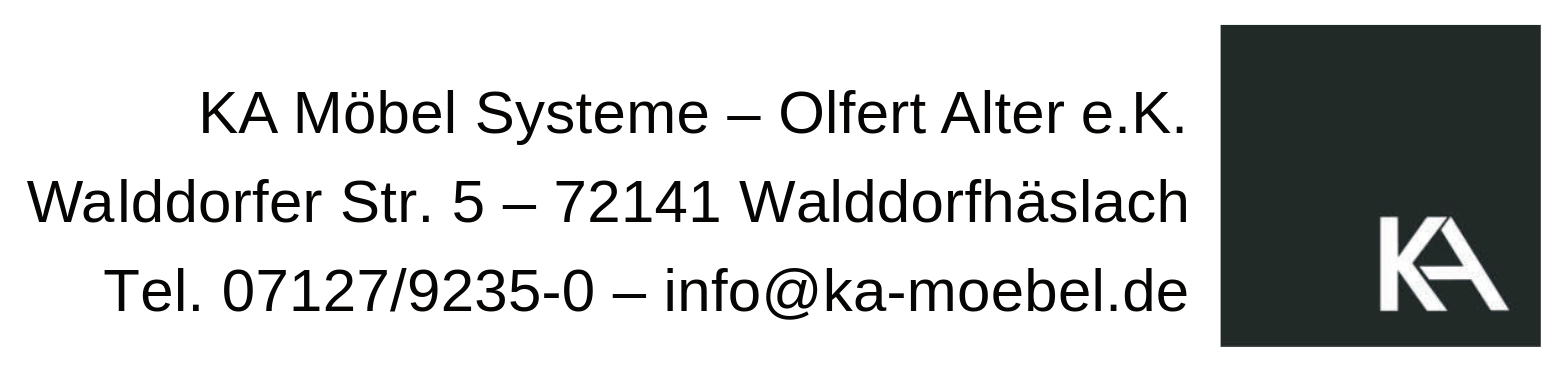 KA Möbel Systeme – Olfert Alter e.K.
Walddorfer Str. 5 – 72141 Walddorfhäslach
Tel. 07127/9235-0 – info@ka-moebel.de
KA